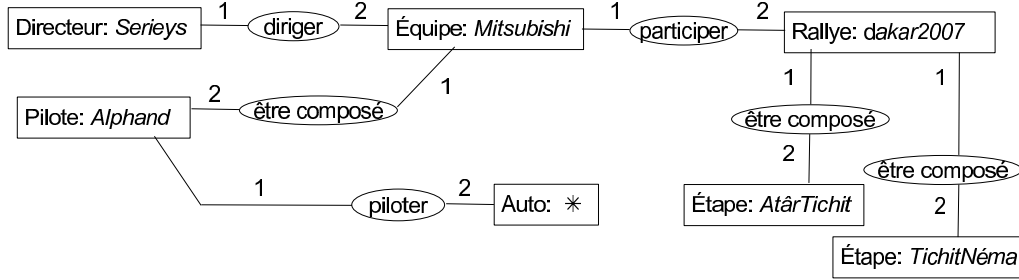 Directeur: Serieys 1 diriger 2 Équipe: Mitsubishi 1 participer 2 Rallye: dakar2007
Pilote: Alphand 2 être composé 1
1 être composé 2 Étape: AtârTichit
1 être composé 2 Étape: TichitNéma
1 piloter 2 Auto: *